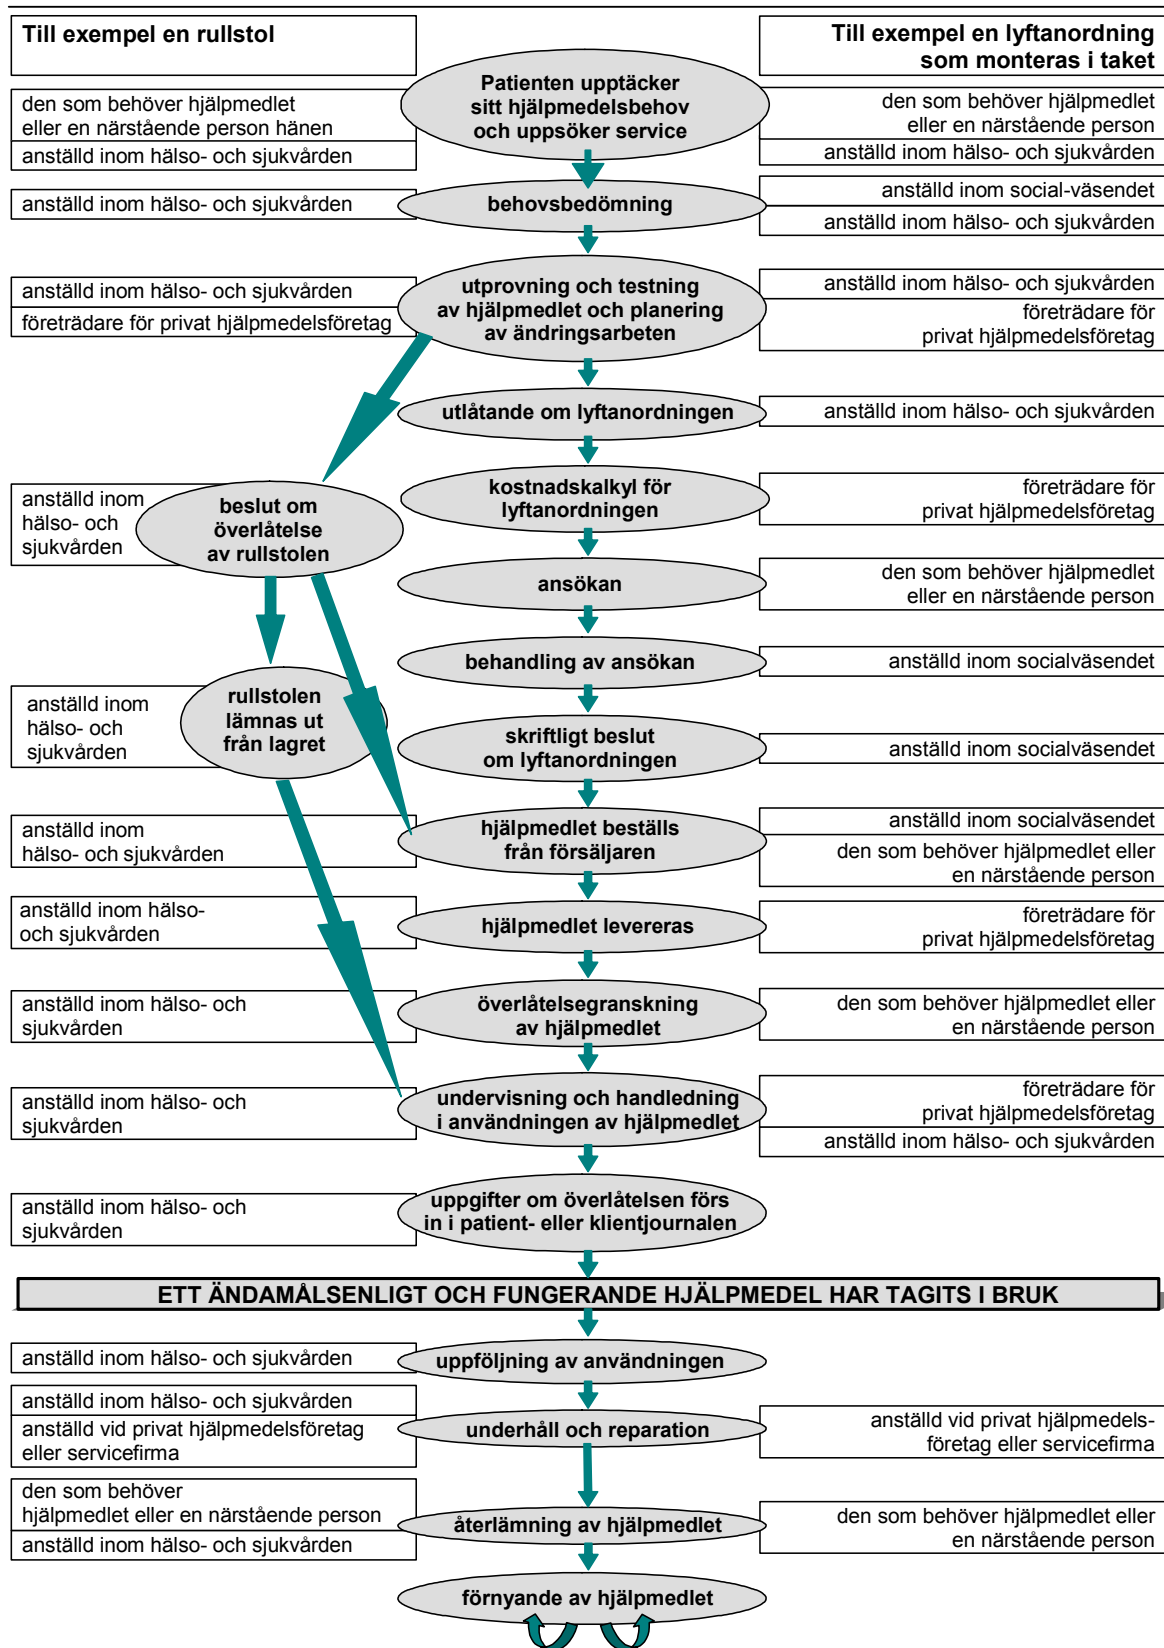 Till exempel en rullstol
Till exempel en lyftanordning
som monteras i taket
Patienten upptäcker
sitt hjälpmedelsbehov
och uppsöker service
den som behöver hjälpmedlet
eller en närstående person hänen
anställd inom hälso- och sjukvården
den som behöver hjälpmedlet
eller en närstående person
anställd inom hälso- och sjukvården
anställd inom hälso- och sjukvården
behovsbedömning
anställd inom social-väsendet
anställd inom hälso- och sjukvården
anställd inom hälso- och sjukvården
företrädare för privat hjälpmedelsföretag
utprovning och testning
av hjälpmedlet och planering
av ändringsarbeten
anställd inom hälso- och sjukvården
företrädare för
privat hjälpmedelsföretag
utlåtande om lyftanordningen
anställd inom hälso- och sjukvården
anställd inom
hälso- och
sjukvården
beslut om
överlåtelse
av rullstolen
kostnadskalkyl för
lyftanordningen
företrädare för
privat hjälpmedelsföretag
ansökan
den som behöver hjälpmedlet
eller en närstående person
behandling av ansökan
anställd inom socialväsendet
anställd inom
hälso- och
sjukvården
rullstolen
lämnas ut
från lagret
skriftligt beslut
om lyftanordningen
anställd inom socialväsendet
anställd inom
hälso- och sjukvården
hjälpmedlet beställs
från försäljaren
anställd inom socialväsendet
den som behöver hjälpmedlet eller
en närstående person
anställd inom hälso-
och sjukvården
hjälpmedlet levereras
företrädare för
privat hjälpmedelsföretag
anställd inom hälso- och
sjukvården
överlåtelsegranskning
av hjälpmedlet
den som behöver hjälpmedlet eller
en närstående person
anställd inom hälso- och
sjukvården
undervisning och handledning
i användningen av hjälpmedlet
företrädare för
privat hjälpmedelsföretag
anställd inom hälso- och sjukvården
anställd inom hälso- och
sjukvården
uppgifter om överlåtelsen förs
in i patient- eller klientjournalen
ETT ÄNDAMÅLSENLIGT OCH FUNGERANDE HJÄLPMEDEL HAR TAGITS I BRUK
anställd inom hälso- och sjukvården
uppföljning av användningen
anställd inom hälso- och sjukvården
anställd vid privat hjälpmedelsföretag
eller servicefirma
underhåll och reparation
anställd vid privat hjälpmedels-
företag eller servicefirma
den som behöver
hjälpmedlet eller en närstående person
anställd inom hälso- och sjukvården
återlämning av hjälpmedlet
den som behöver hjälpmedlet eller
en närstående person
förnyande av hjälpmedlet